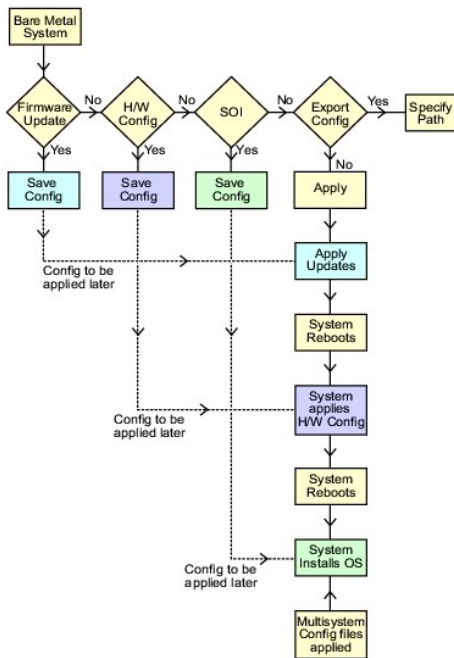 Bare Metal
System
Firmware
Update
No
H/W
Config
No
SOI
No
Export
Config
Yes
Specify
Path
Yes
Yes
Yes
No
Save
Config
Save
Config
Save
Config
Apply
Config to be
applied later
Apply
Updates
System
Reboots
Config to be
applied later
System
applies
H/W Config
System
Reboots
Config to be
applied later
System
Installs OS
Multisystem
Config files
applied